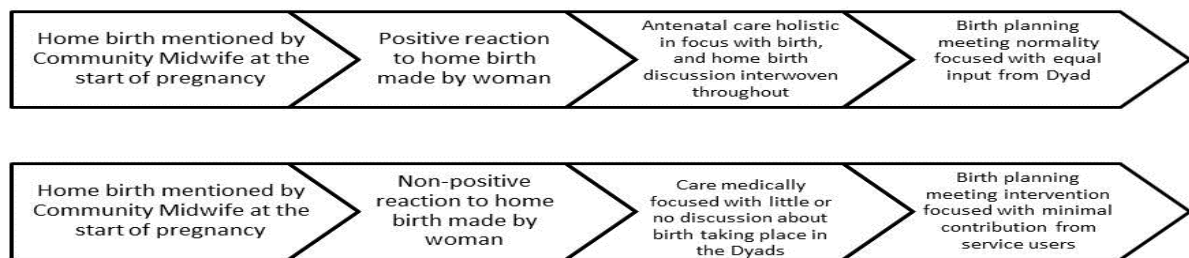 Home birth mentioned by
Community Midwife at the
start of pregnancy
Positive reaction
to home birth
made by woman
Antenatal care holistic
in focus with birth,
and home birth
discussion interwoven
throughout
Birth planning
meeting normality
focused with equal
input from Dyad
Home birth mentioned by
Community Midwife at the
start of pregnancy
Non-positive
reaction to home
birth made by
woman
Care medically
focused with little or
no discussion about
birth taking place in
the Dyads
Birth planning
meeting intervention
focused with minimal
contribution from
service users